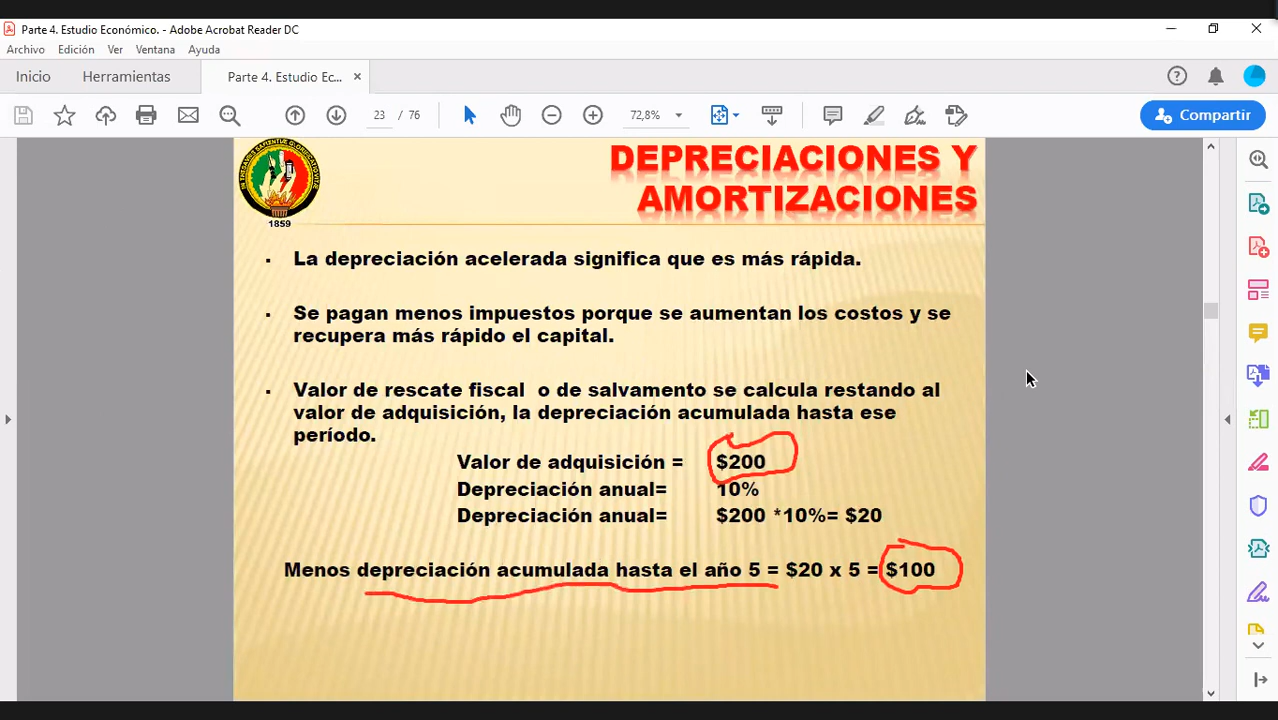 Parte 4. Estudio Económico. - Adobe Acrobat Reader DC
Archivo Edición Ver Ventana Ayuda
Inicio Herramientas Parte 4. Estudio Ec... ×
23 / 76 72,8% Compartir
1859
DEPRECIACIONES Y
AMORTIZACIONES
▪ La depreciación acelerada significa que es más rápida.
▪ Se pagan menos impuestos porque se aumentan los costos y se
recupera más rápido el capital.
▪ Valor de rescate fiscal o de salvamento se calcula restando al
valor de adquisición, la depreciación acumulada hasta ese
período.
Valor de adquisición = $200
Depreciación anual= 10%
Depreciación anual= $200 *10%= $20
Menos depreciación acumulada hasta el año 5 = $20 x 5 = $100